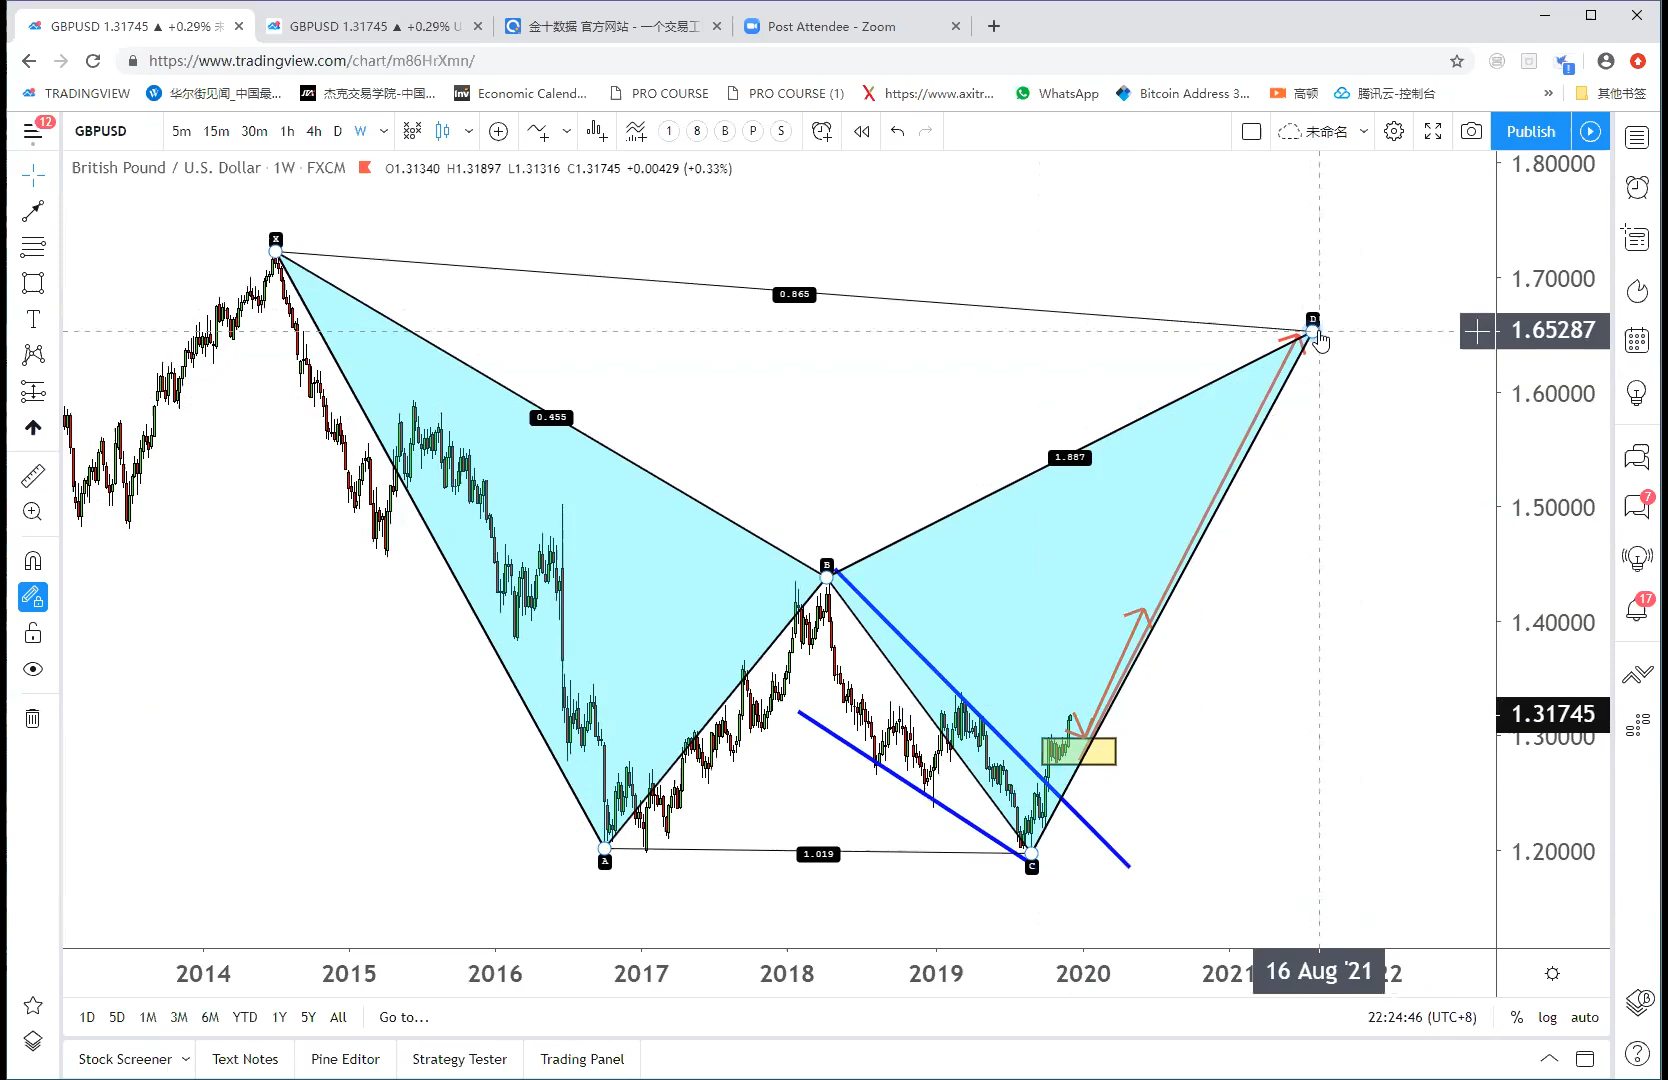 GBPUSD 1.31745 ▲ +0.29% 未
GBPUSD 1.31745 ▲ +0.29% U
金十数据 官方网站 - 一个交易工
Post Attendee - Zoom
https://www.tradingview.com/chart/m86HrXmn/
TRADINGVIEW
华尔街见闻_中国最...
杰克交易学院-中国...
Economic Calend...
PRO COURSE
PRO COURSE (1)
https://www.axitr...
WhatsApp
Bitcoin Address 3...
高顿
腾讯云-控制台
»
其他书签
12
GBPUSD
5m 15m 30m 1h 4h D W
1 8 B P S
未命名
Publish
British Pound / U.S. Dollar · 1W · FXCM
O1.31340 H1.31897 L1.31316 C1.31745 +0.00429 (+0.33%)
1.80000
X
1.70000
0.865
D
1.65287
1.60000
0.455
1.887
1.50000
7
B
17
1.40000
1.31745
1.30000
A
1.019
C
1.20000
2014 2015 2016 2017 2018 2019 2020 2021 16 Aug '21 22
1D 5D 1M 3M 6M YTD 1Y 5Y All Go to...
22:24:46 (UTC+8) % log auto
Stock Screener Text Notes Pine Editor Strategy Tester Trading Panel